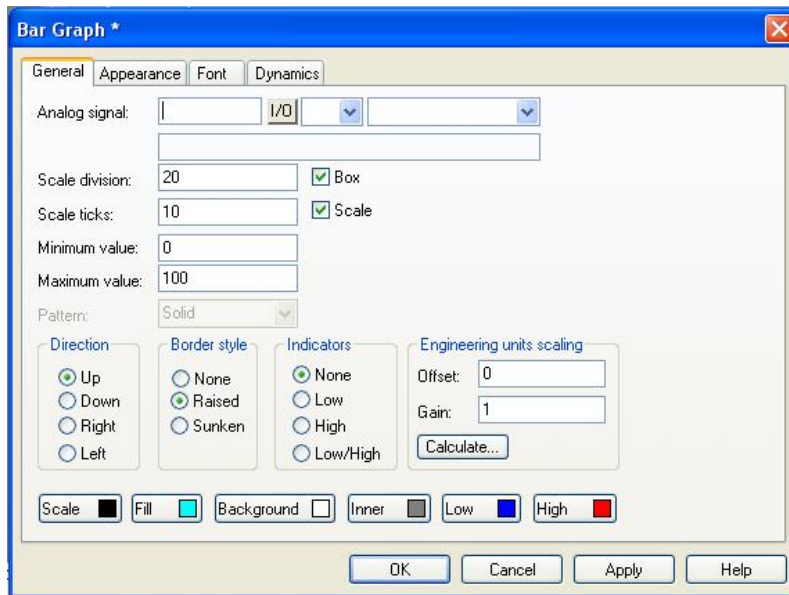 Bar Graph *
General Appearance Font Dynamics
Analog signal: I/O
Scale division: 20 Box
Scale ticks: 10 Scale
Minimum value: 0
Maximum value: 100
Pattern: Solid
Direction Border style Indicators Engineering units scaling
Up None None Offset: 0
Down Raised Low Gain: 1
Right Sunken High Calculate...
Left Low/High
Scale Fill Background Inner Low High
OK Cancel Apply Help